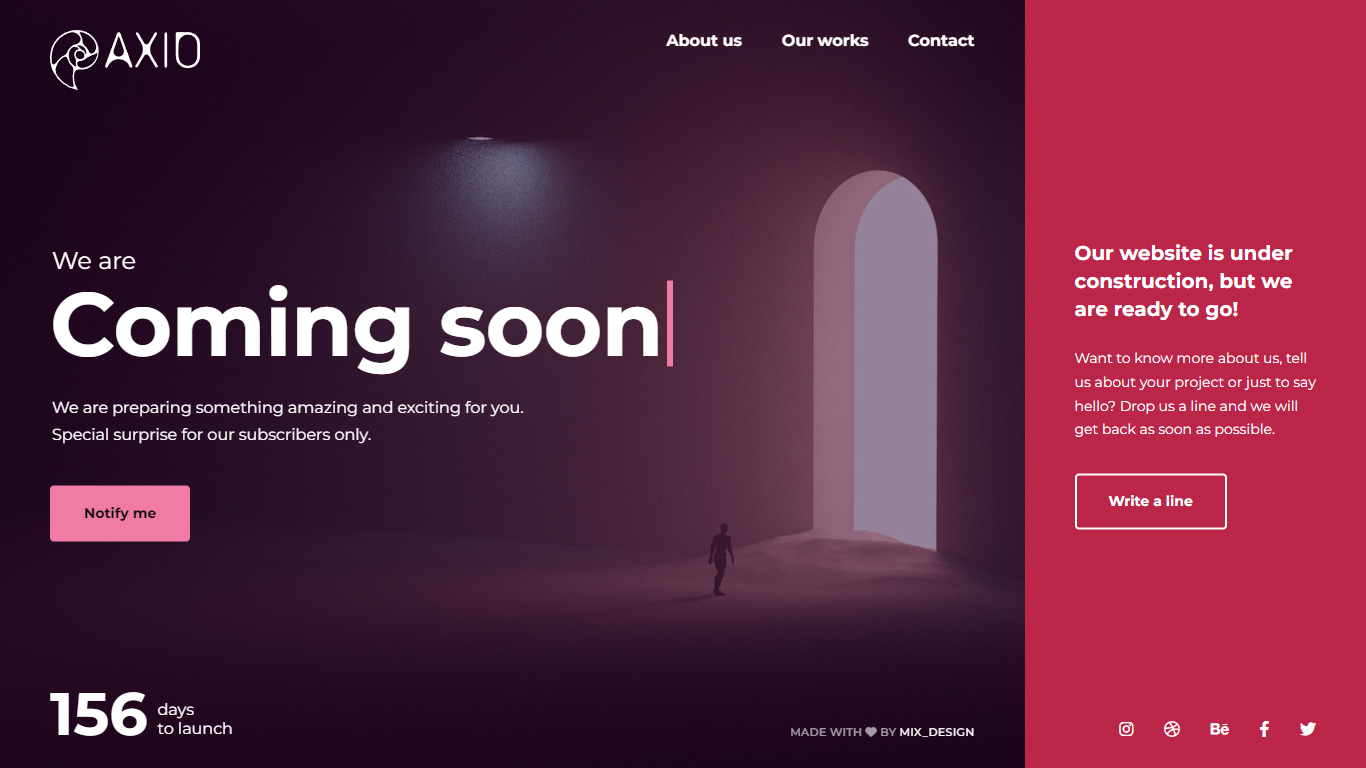 AXIO
About us
Our works
Contact
We are
Coming soon
We are preparing something amazing and exciting for you.
Special surprise for our subscribers only.
Notify me
156
days
to launch
MADE WITH BY MIX_DESIGN
Our website is under
construction, but we
are ready to go!
Want to know more about us, tell
us about your project or just to say
hello? Drop us a line and we will
get back as soon as possible.
Write a line
Bē